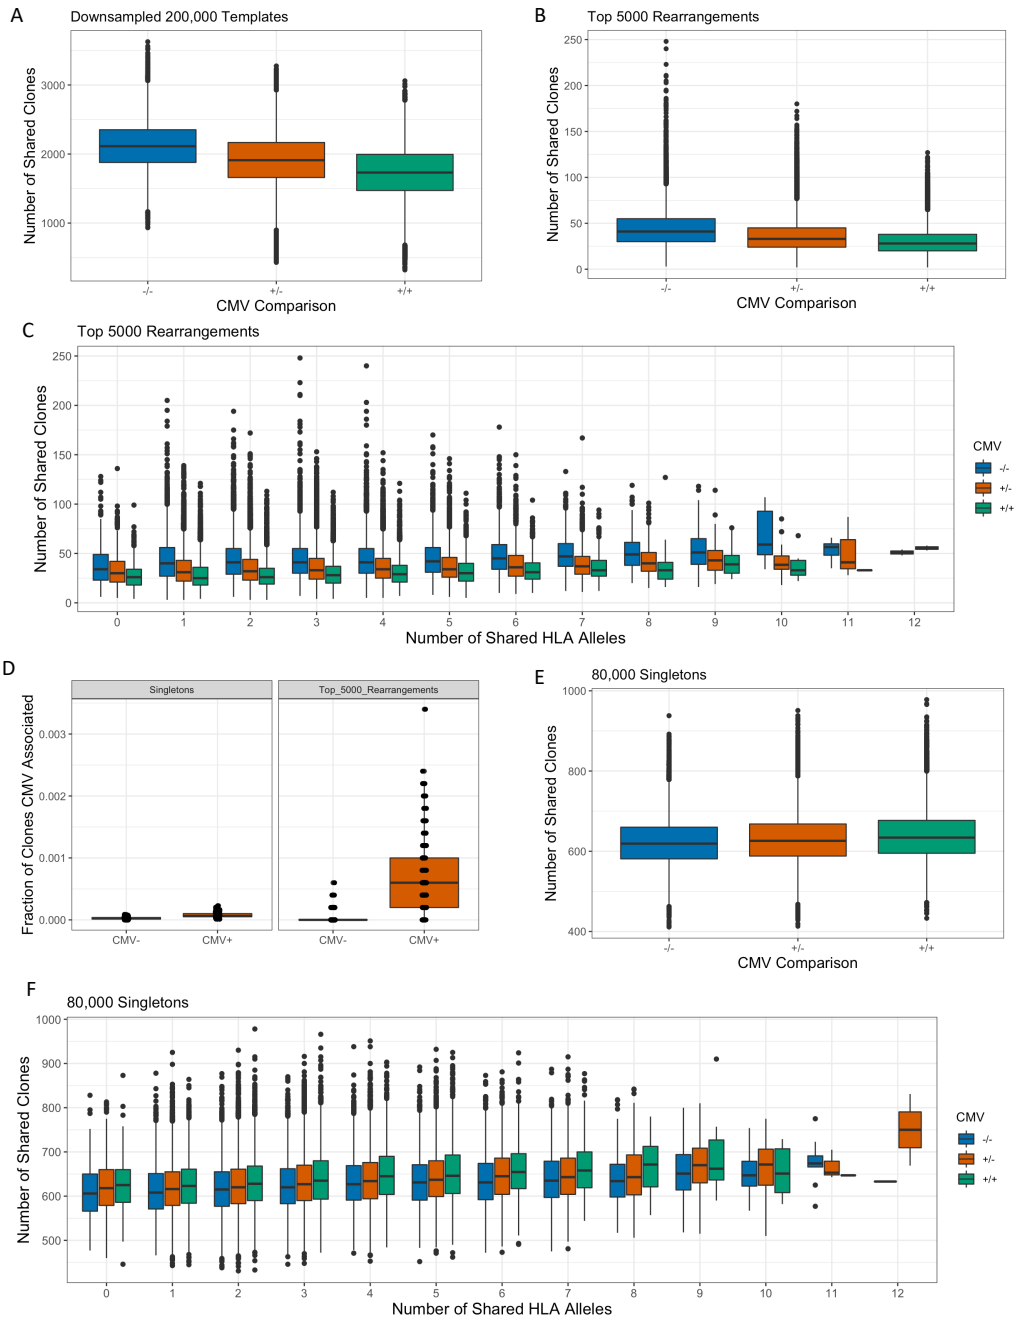 A
Downsampled 200,000 Templates
Number of Shared Clones
3000
2000
1000
-/-
+/-
+/+
CMV Comparison
B
Top 5000 Rearrangements
Number of Shared Clones
250
200
150
100
50
0
-/-
+/-
+/+
CMV Comparison
C
Top 5000 Rearrangements
Number of Shared Clones
250
200
150
100
50
0
0 1 2 3 4 5 6 7 8 9 10 11 12
Number of Shared HLA Alleles
CMV
-/-
+/-
+/+
D
Singletons
Top_5000_Rearrangements
Fraction of Clones CMV Associated
0.003
0.002
0.001
0.000
CMV-
CMV+
CMV-
CMV+
E
80,000 Singletons
Number of Shared Clones
1000
800
600
400
-/-
+/-
+/+
CMV Comparison
F
80,000 Singletons
Number of Shared Clones
1000
900
800
700
600
500
0 1 2 3 4 5 6 7 8 9 10 11 12
Number of Shared HLA Alleles
CMV
-/-
+/-
+/+